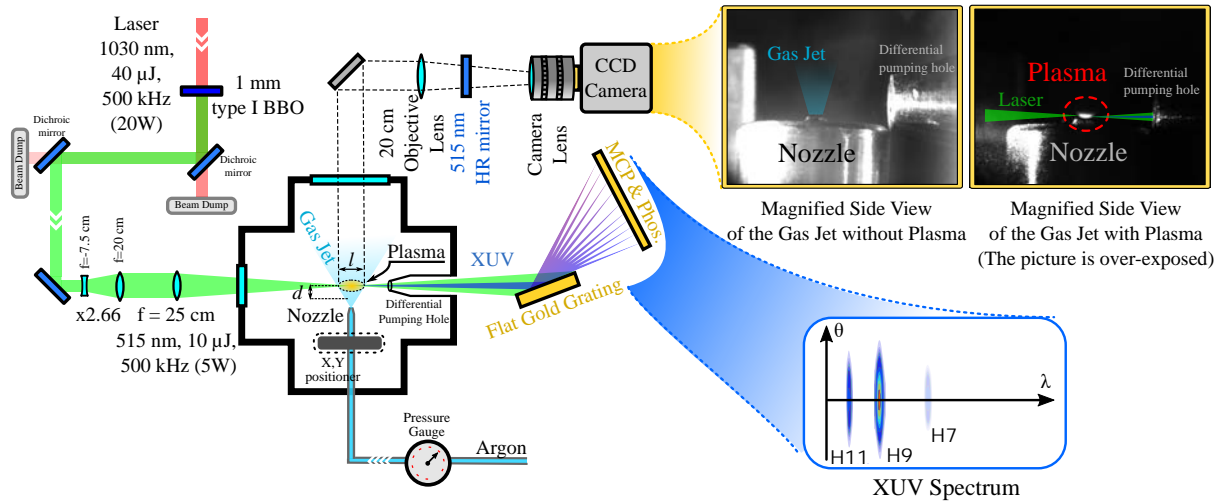 Laser
1030 nm,
40 µJ,
500 kHz
(20W)
1 mm
type I BBO
Dichroic
mirror
Dichroic
mirror
Beam Dump
Beam Dump
f=-7.5 cm
f=20cm
x2.66
f = 25 cm
515 nm, 10 µJ,
500 kHz (5W)
20 cm
Objective
Lens
515 nm
HR mirror
Camera
Lens
CCD
Camera
Gas Jet
l
Plasma
d
Nozzle
XUV
Differential
Pumping Hole
X,Y
positioner
Pressure
Gauge
Argon
MCP & Phos.
Flat Gold Grating
Gas Jet
Differential
pumping hole
Nozzle
Magnified Side View
of the Gas Jet without Plasma
Plasma
Differential
pumping hole
Laser
Nozzle
Magnified Side View
of the Gas Jet with Plasma
(The picture is over-exposed)
θ
λ
H11
H9
H7
XUV Spectrum